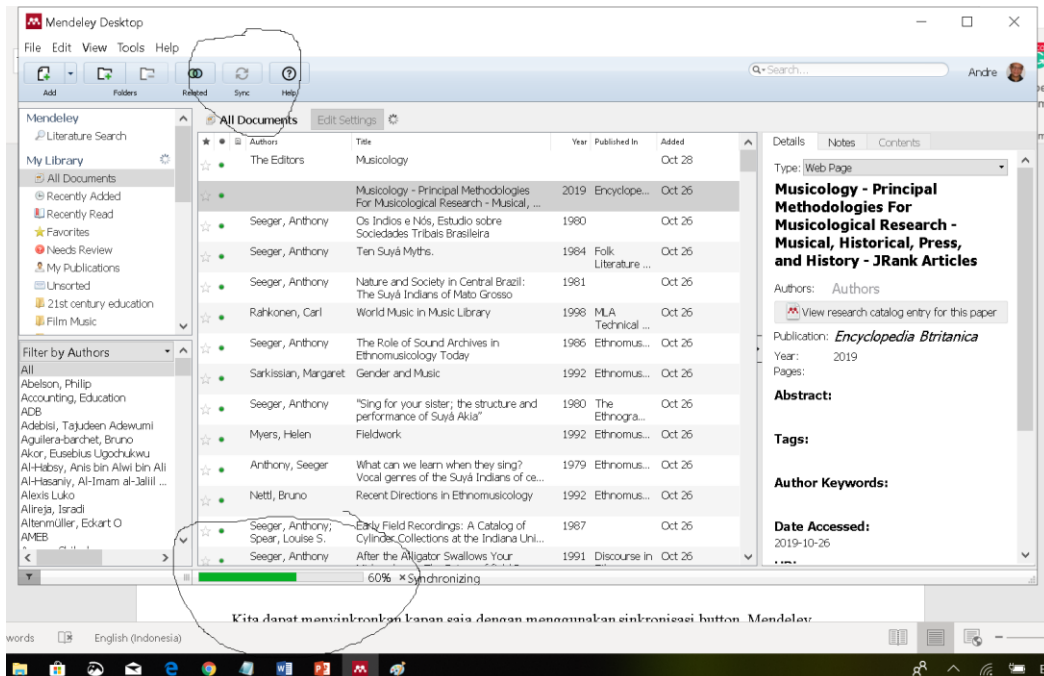 Mendeley Desktop
File Edit View Tools Help
Add Folders Related Sync Help
Search...
Andre
Mendeley
Literature Search
My Library
All Documents
Recently Added
Recently Read
Favorites
Needs Review
My Publications
Unsorted
21st century education
Film Music
Filter by Authors
All
Abelson, Philip
Accounting, Education
ADB
Adebisi, Tajudeen Adewumi
Aguilera-barchet, Bruno
Akor, Eusebius Ugochukwu
Al-Habsy, Anis bin Alwi bin Ali
Al-Hasaniy, Al-Imam al-Jaliil ...
Alexis Luko
Alireja, Isradi
Altenmüller, Eckart O
AMEB
All Documents Edit Settings
Authors Title Year Published In Added
The Editors Musicology Oct 28
Musicology - Principal Methodologies 2019 Encyclope... Oct 26
For Musicological Research - Musical, ...
Seeger, Anthony Os Indios e Nós, Estudio sobre 1980 Oct 26
Sociedades Tribais Brasileira
Seeger, Anthony Ten Suyá Myths. 1984 Folk Oct 26
Literature ...
Seeger, Anthony Nature and Society in Central Brazil: 1981 Oct 26
The Suyá Indians of Mato Grosso
Rahkonen, Carl World Music in Music Library 1998 MLA Oct 26
Technical ...
Seeger, Anthony The Role of Sound Archives in 1986 Ethnomus... Oct 26
Ethnomusicology Today
Sarkissian, Margaret Gender and Music 1992 Ethnomus... Oct 26
Seeger, Anthony "Sing for your sister; the structure and 1980 The Oct 26
performance of Suyá Akia” Ethnogra...
Myers, Helen Fieldwork 1992 Ethnomus... Oct 26
Anthony, Seeger What can we learn when they sing? 1979 Ethnomus... Oct 26
Vocal genres of the Suyá Indians of ce...
Nettl, Bruno Recent Directions in Ethnomusicology 1992 Ethnomus... Oct 26
Seeger, Anthony; Early Field Recordings: A Catalog of 1987 Oct 26
Spear, Louise S. Cylinder Collections at the Indiana Uni...
Seeger, Anthony After the Alligator Swallows Your 1991 Discourse in Oct 26
Details Notes Contents
Type: Web Page
Musicology - Principal
Methodologies For
Musicological Research -
Musical, Historical, Press,
and History - JRank Articles
Authors: Authors
View research catalog entry for this paper
Publication: Encyclopedia Btritanica
Year: 2019
Pages:
Abstract:
Tags:
Author Keywords:
Date Accessed:
2019-10-26
60% Synchronizing
Kita dapat menyinkronkan kapan saja dengan menggunakan sinkronisasi button. Mendeley
words English (Indonesia)